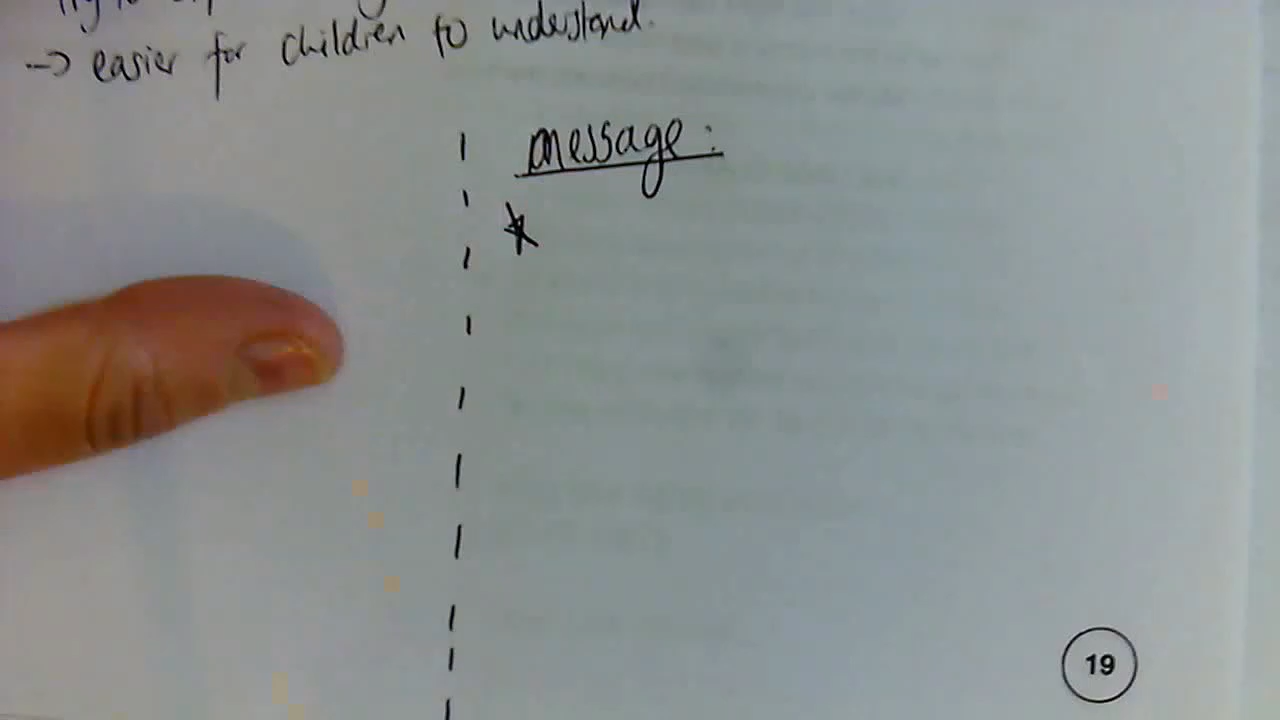 → easier for children to understand.
message:
*
19